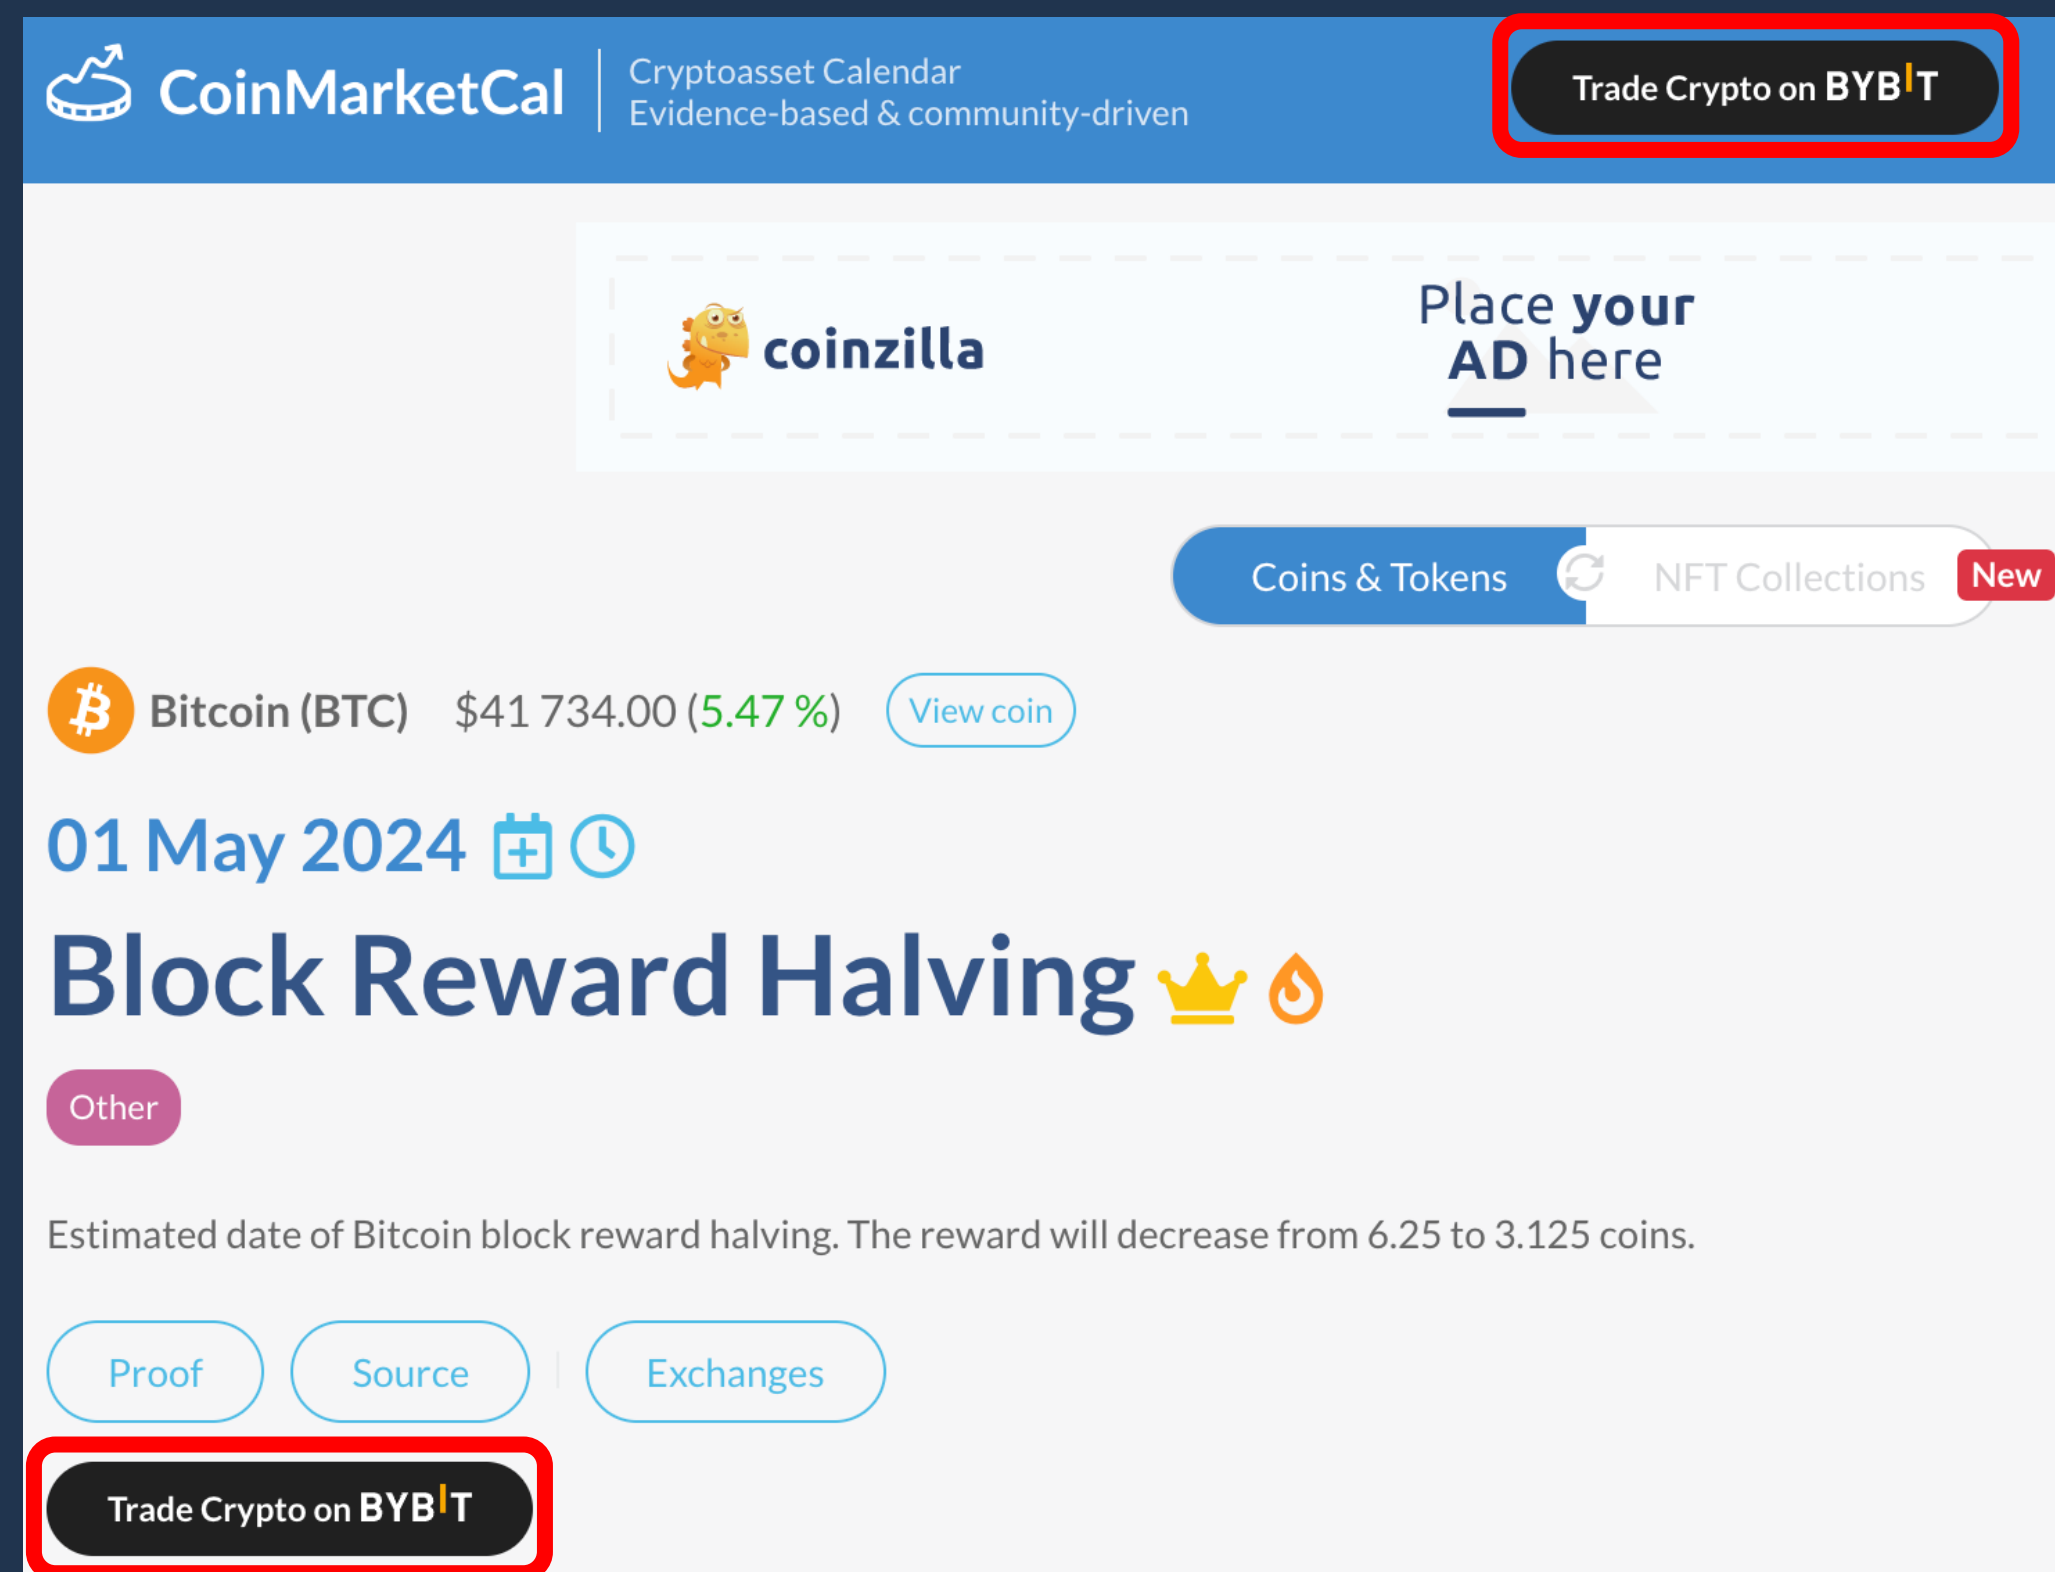 CoinMarketCal
Cryptoasset Calendar
Evidence-based & community-driven
Trade Crypto on BYBIT
coinzilla
Place your
AD here
Coins & Tokens
NFT Collections
New
Bitcoin (BTC) $41 734.00 (5.47 %) View coin
01 May 2024
Block Reward Halving
Other
Estimated date of Bitcoin block reward halving. The reward will decrease from 6.25 to 3.125 coins.
Proof
Source
Exchanges
Trade Crypto on BYBIT